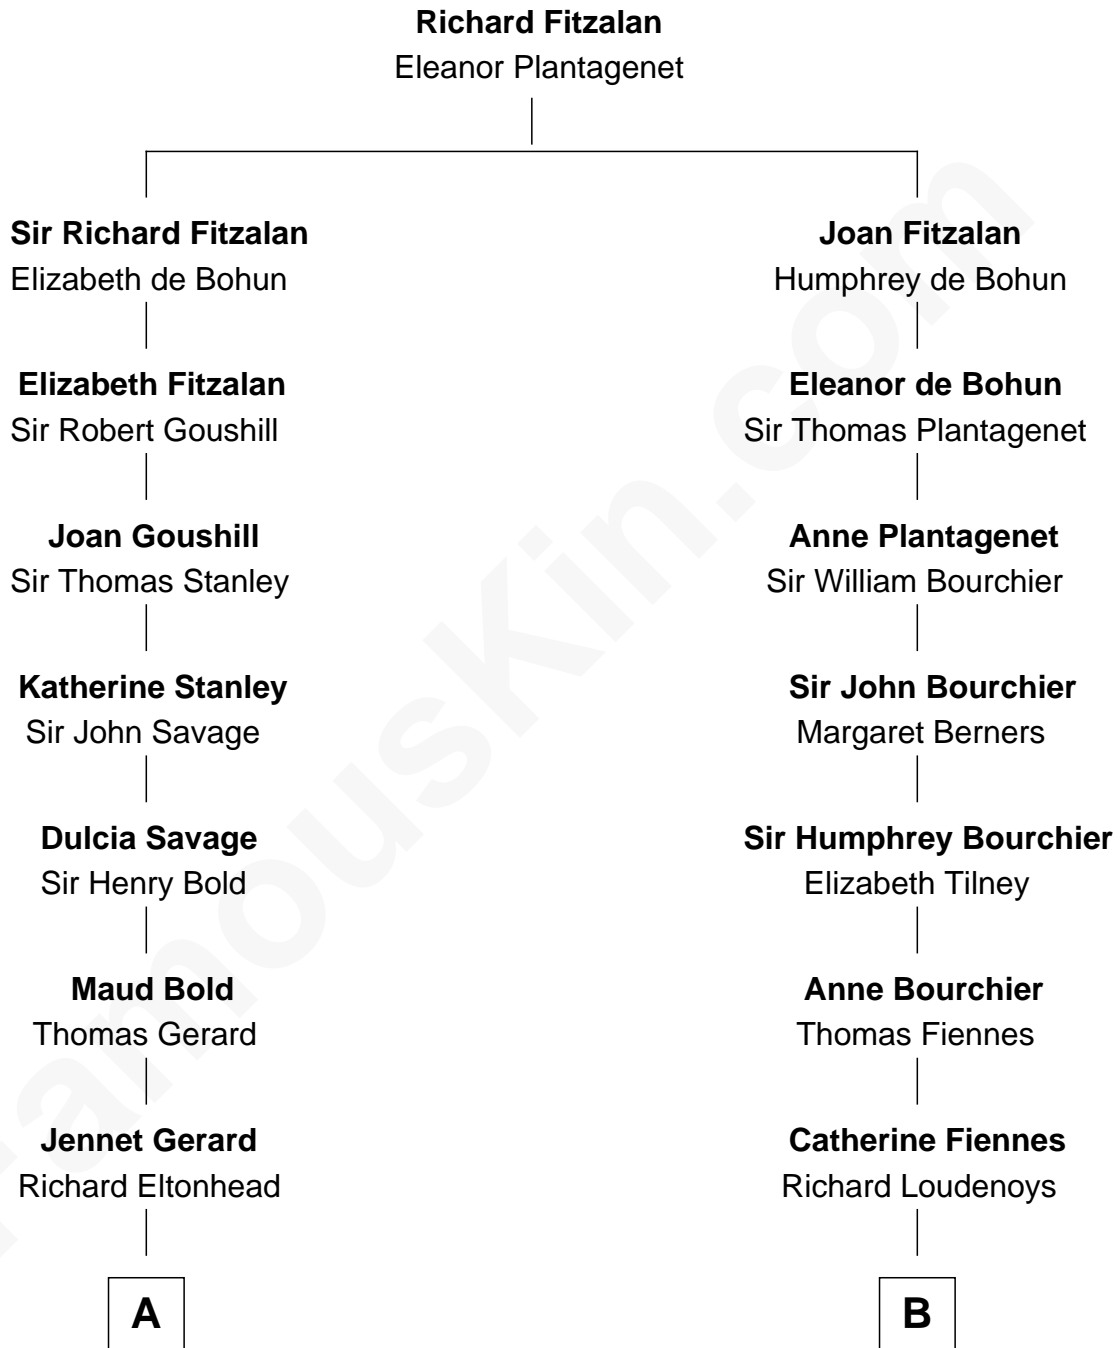 Richard Fitzalan
Eleanor Plantagenet
Sir Richard Fitzalan
Elizabeth de Bohun
Elizabeth Fitzalan
Sir Robert Goushill
Joan Goushill
Sir Thomas Stanley
Katherine Stanley
Sir John Savage
Dulcia Savage
Sir Henry Bold
Maud Bold
Thomas Gerard
Jennet Gerard
Richard Eltonhead
A
Joan Fitzalan
Humphrey de Bohun
Eleanor de Bohun
Sir Thomas Plantagenet
Anne Plantagenet
Sir William Bourchier
Sir John Bourchier
Margaret Berners
Sir Humphrey Bourchier
Elizabeth Tilney
Anne Bourchier
Thomas Fiennes
Catherine Fiennes
Richard Loudenoys
B
FamousKin.com